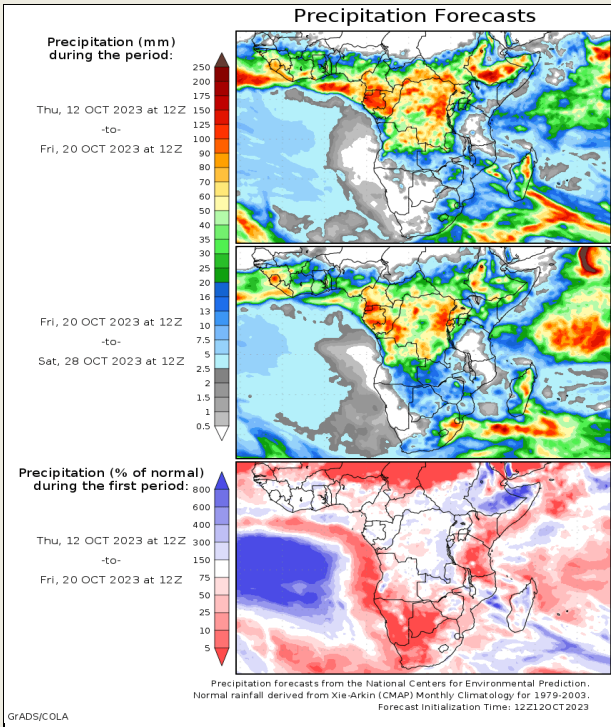 Precipitation Forecasts
Precipitation (mm)
during the period:
Thu, 12 OCT 2023 at 12Z
-to-
Fri, 20 OCT 2023 at 12Z
250
200
175
150
125
100
90
80
70
60
50
40
35
30
25
20
16
13
10
7.5
5
2.5
2
1.5
1
0.5
Fri, 20 OCT 2023 at 12Z
-to-
Sat, 28 OCT 2023 at 12Z
Precipitation (% of normal)
during the first period:
Thu, 12 OCT 2023 at 12Z
-to-
Fri, 20 OCT 2023 at 12Z
800
600
400
300
150
75
50
25
10
5
Precipitation forecasts from the National Centers for Environmental Prediction.
Normal rainfall derived from Xie-Arkin (CMAP) Monthly Climatology for 1979-2003.
Forecast Initialization Time: 12Z12OCT2023
GrADS/COLA